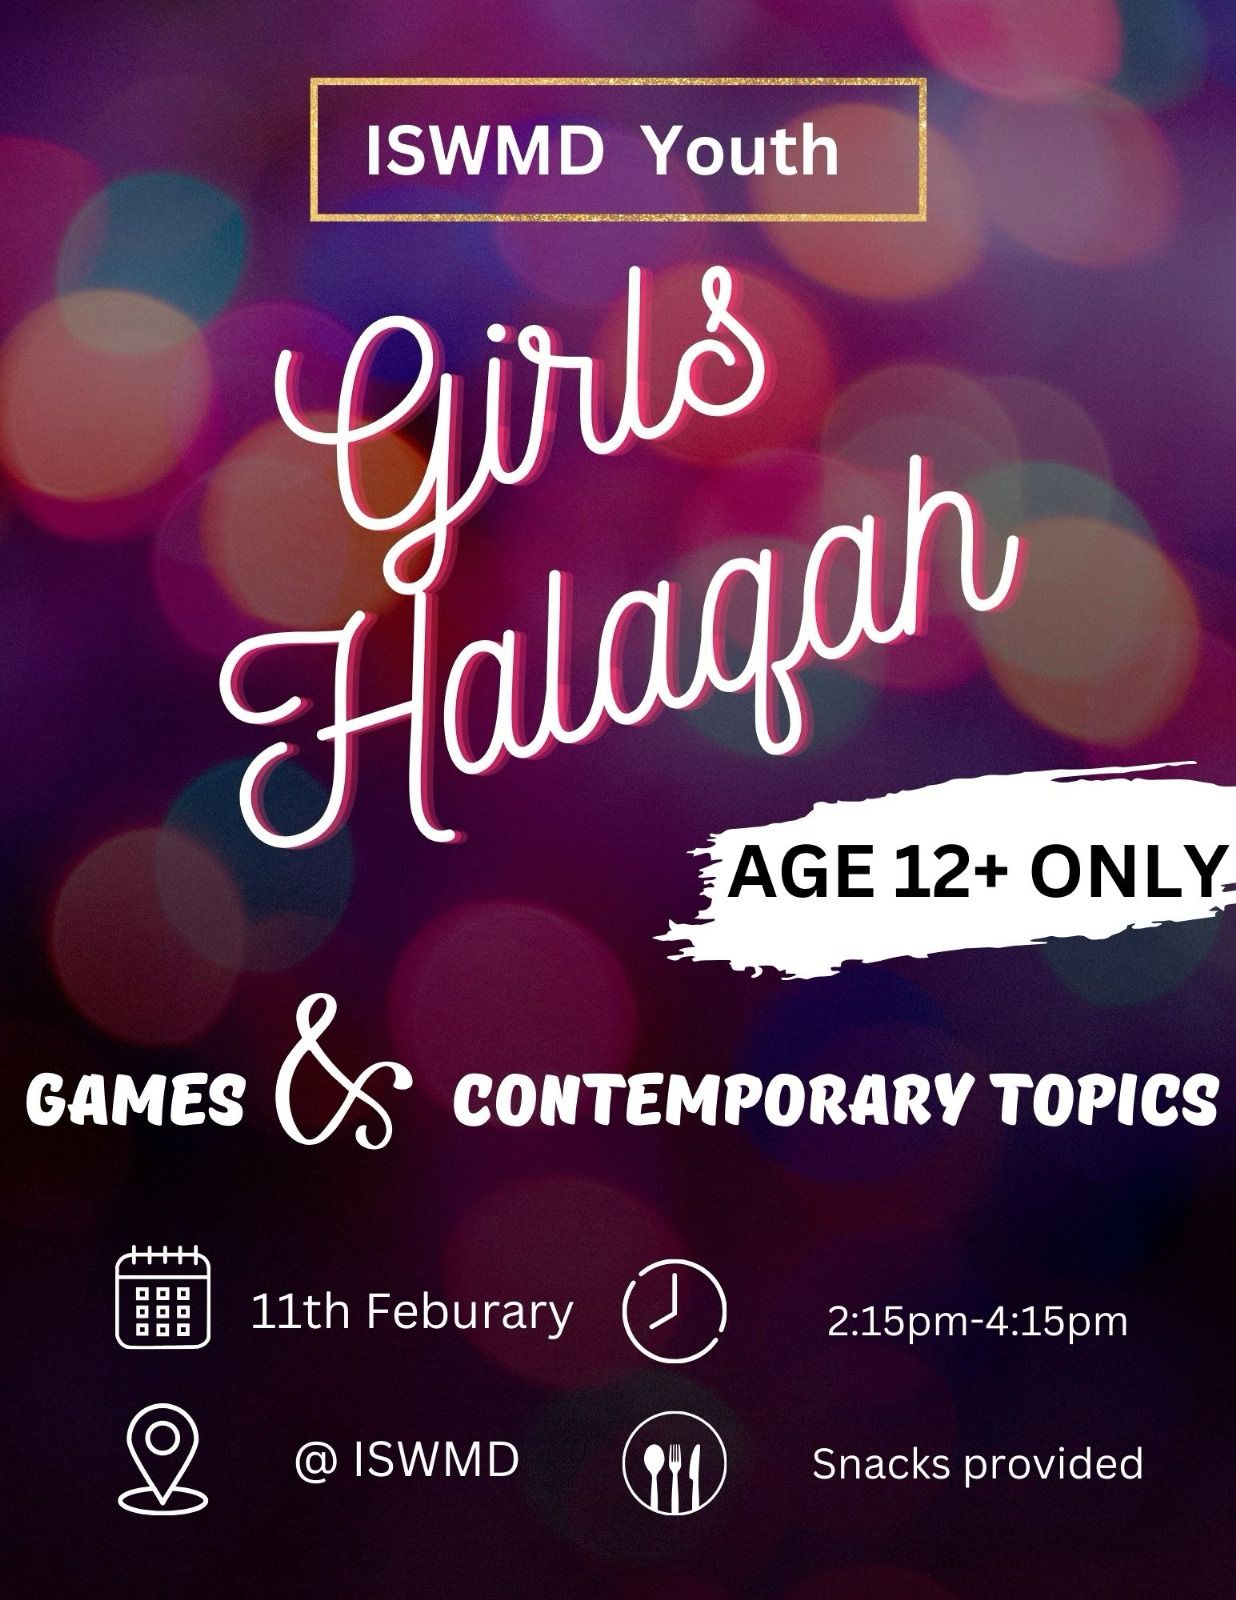 ISWMD Youth
Girls
Halaqah
AGE 12+ ONLY
GAMES & CONTEMPORARY TOPICS
11th Feburary
2:15pm-4:15pm
@ ISWMD
Snacks provided